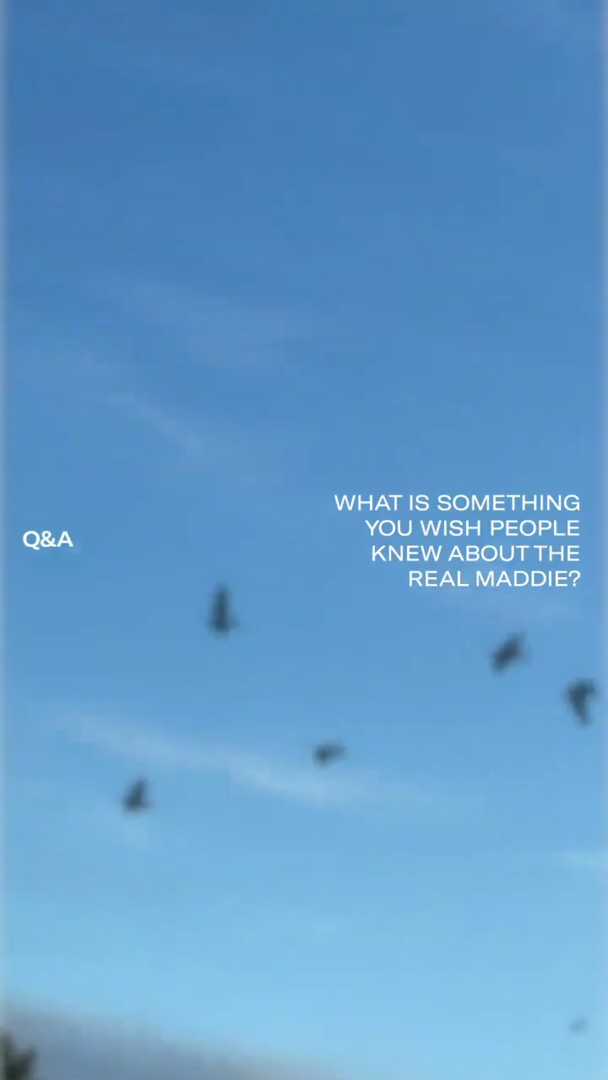 Q&A
WHAT IS SOMETHING
YOU WISH PEOPLE
KNEW ABOUT THE
REAL MADDIE?